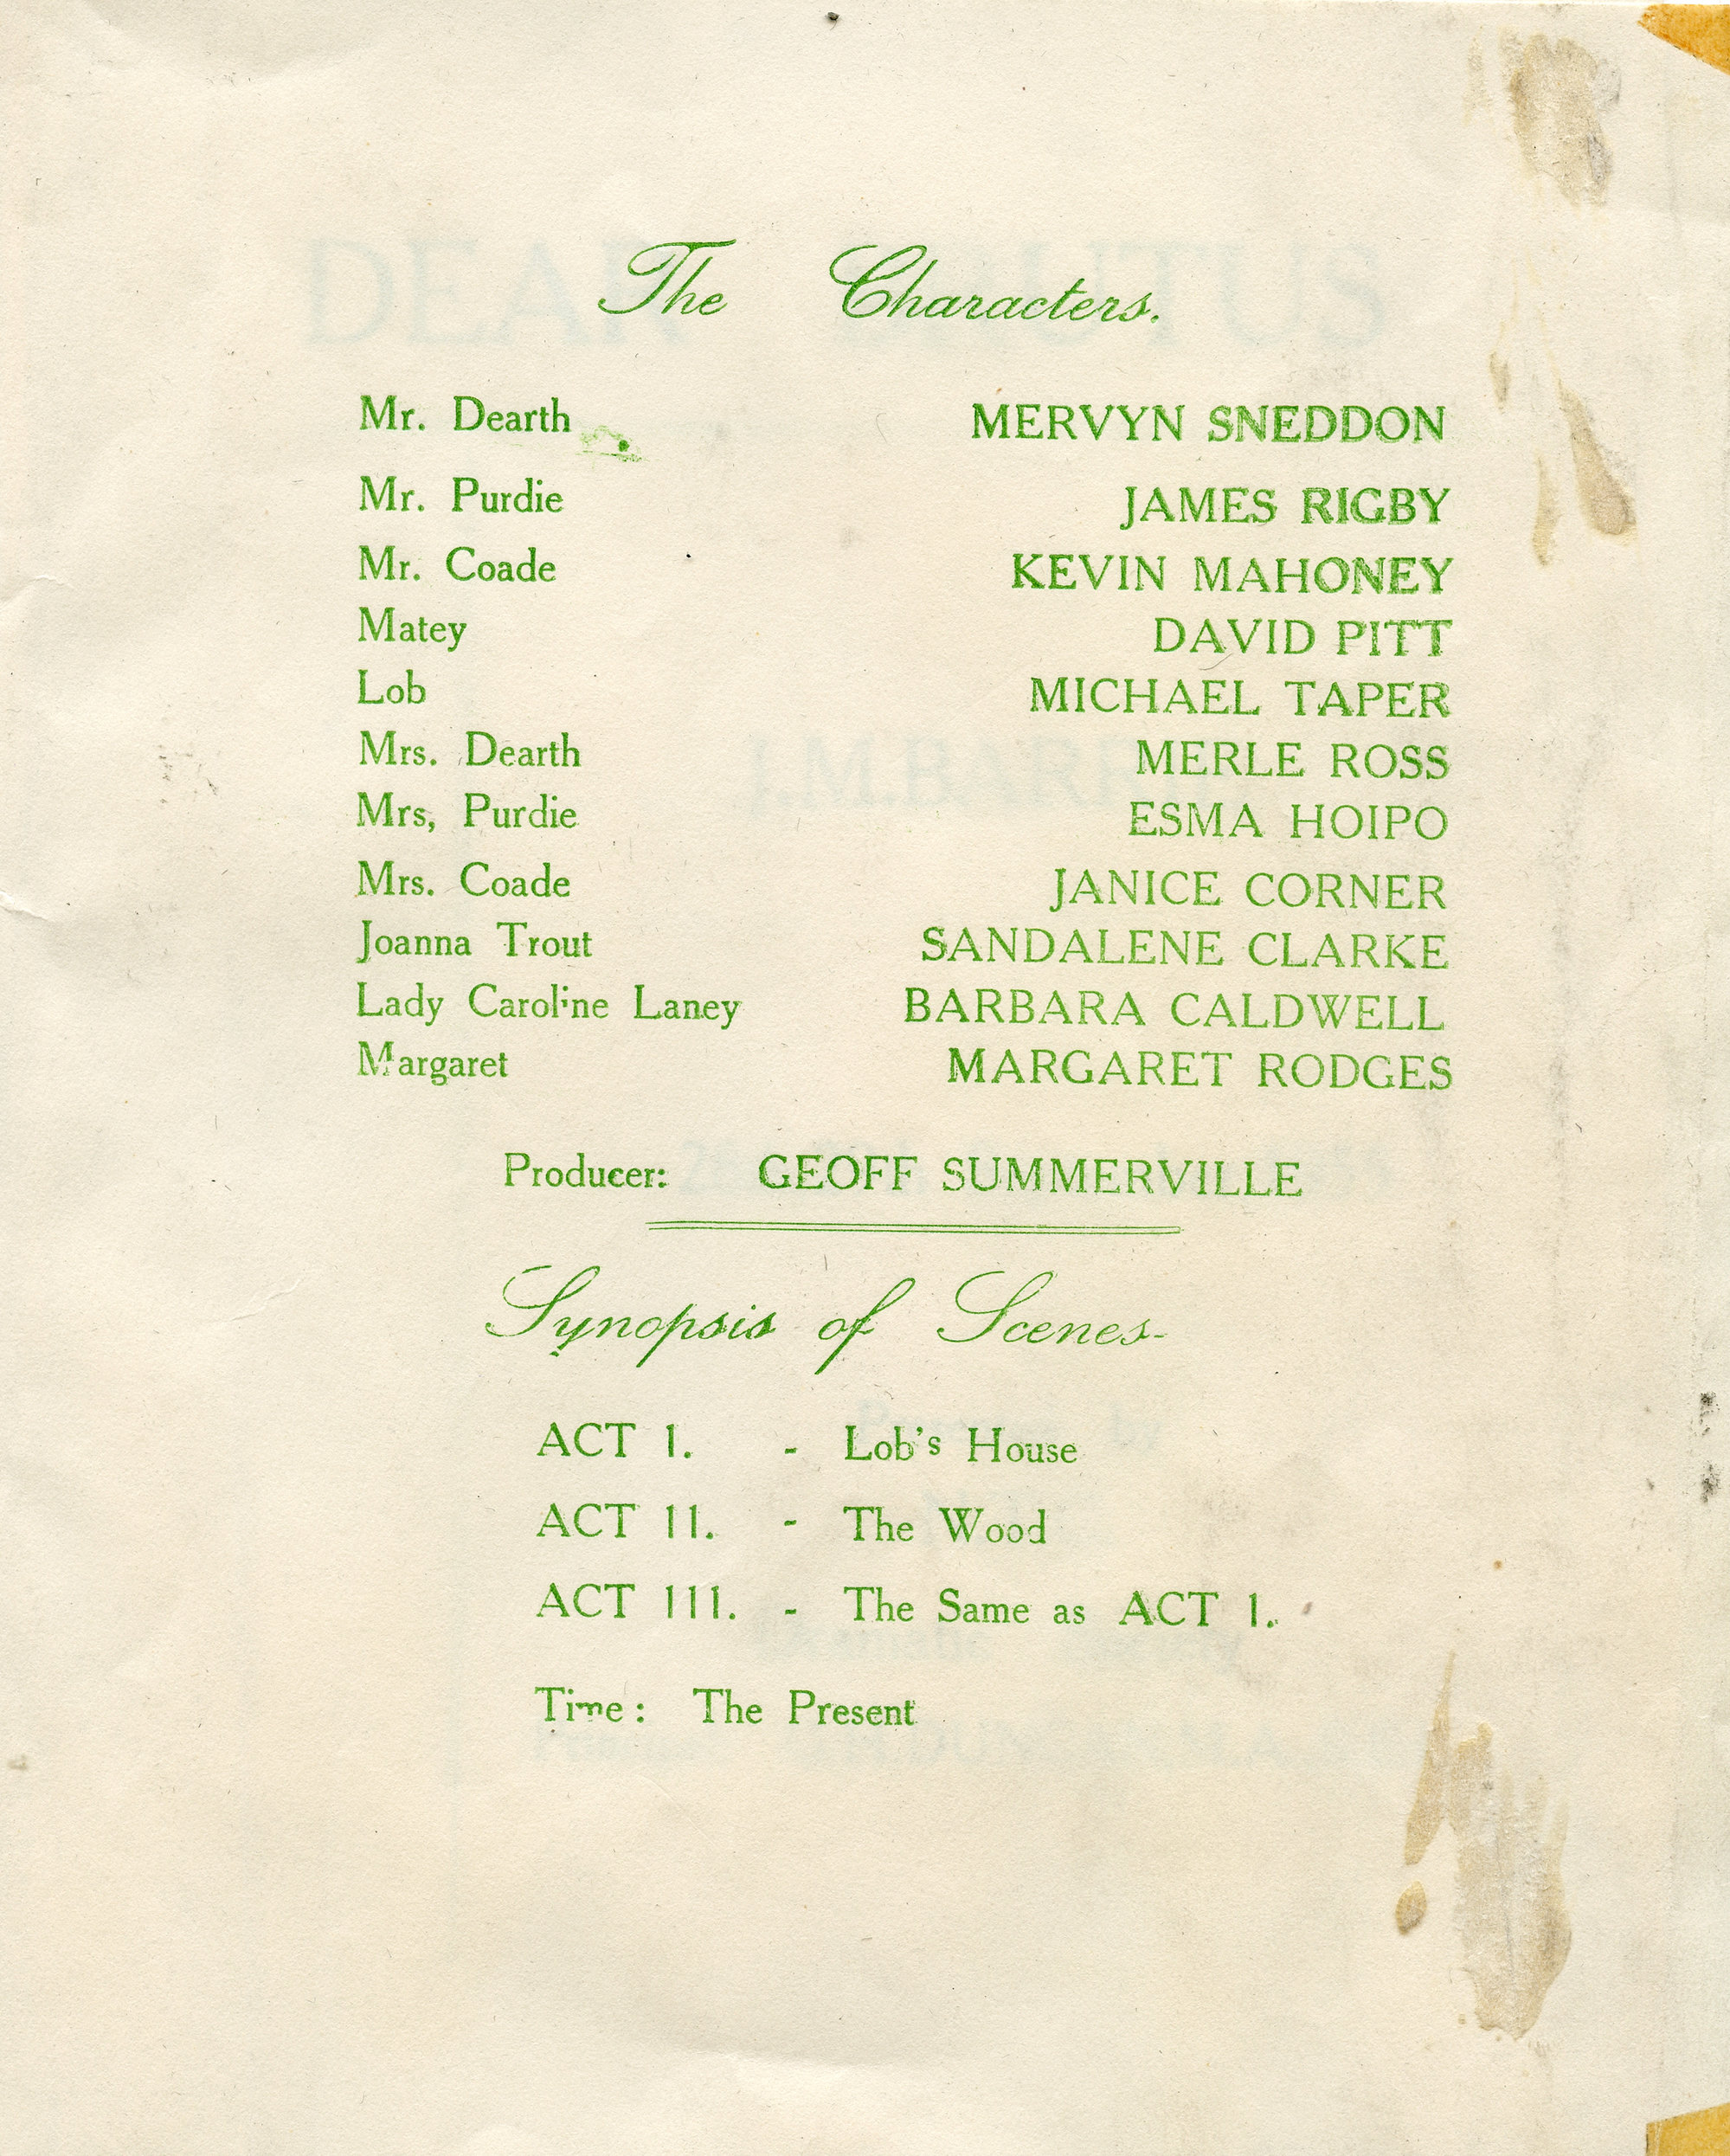 The Characters.
Mr. Dearth MERVYN SNEDDON
Mr. Purdie JAMES RIGBY
Mr. Coade KEVIN MAHONEY
Matey DAVID PITT
Lob MICHAEL TAPER
Mrs. Dearth MERLE ROSS
Mrs, Purdie ESMA HOIPO
Mrs. Coade JANICE CORNER
Joanna Trout SANDALENE CLARKE
Lady Caroline Laney BARBARA CALDWELL
Margaret MARGARET RODGES
Producer: GEOFF SUMMERVILLE
Synopsis of Scenes-
ACT 1. - Lob's House
ACT 11. - The Wood
ACT 111. - The Same as ACT 1.
Time: The Present